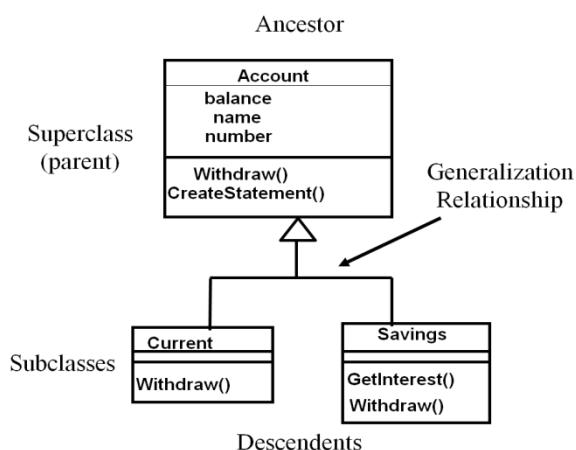 Ancestor
Account
balance
name
number
Superclass
(parent)
Withdraw()
CreateStatement()
Generalization
Relationship
Current
Savings
Subclasses
Withdraw()
GetInterest()
Withdraw()
Descendents